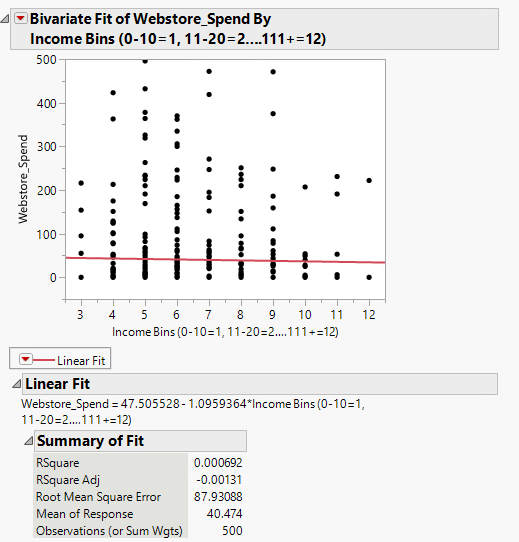 Bivariate Fit of Webstore_Spend By
Income Bins (0-10=1, 11-20=2....111+=12)
500
400
300
200
100
0
Webstore_Spend
3 4 5 6 7 8 9 10 11 12
Income Bins (0-10=1, 11-20=2....111+=12)
Linear Fit
Linear Fit
Webstore_Spend = 47.505528 - 1.0959364*Income Bins (0-10=1,
11-20=2....111+=12)
Summary of Fit
RSquare 0.000692
RSquare Adj -0.00131
Root Mean Square Error 87.93088
Mean of Response 40.474
Observations (or Sum Wgts) 500